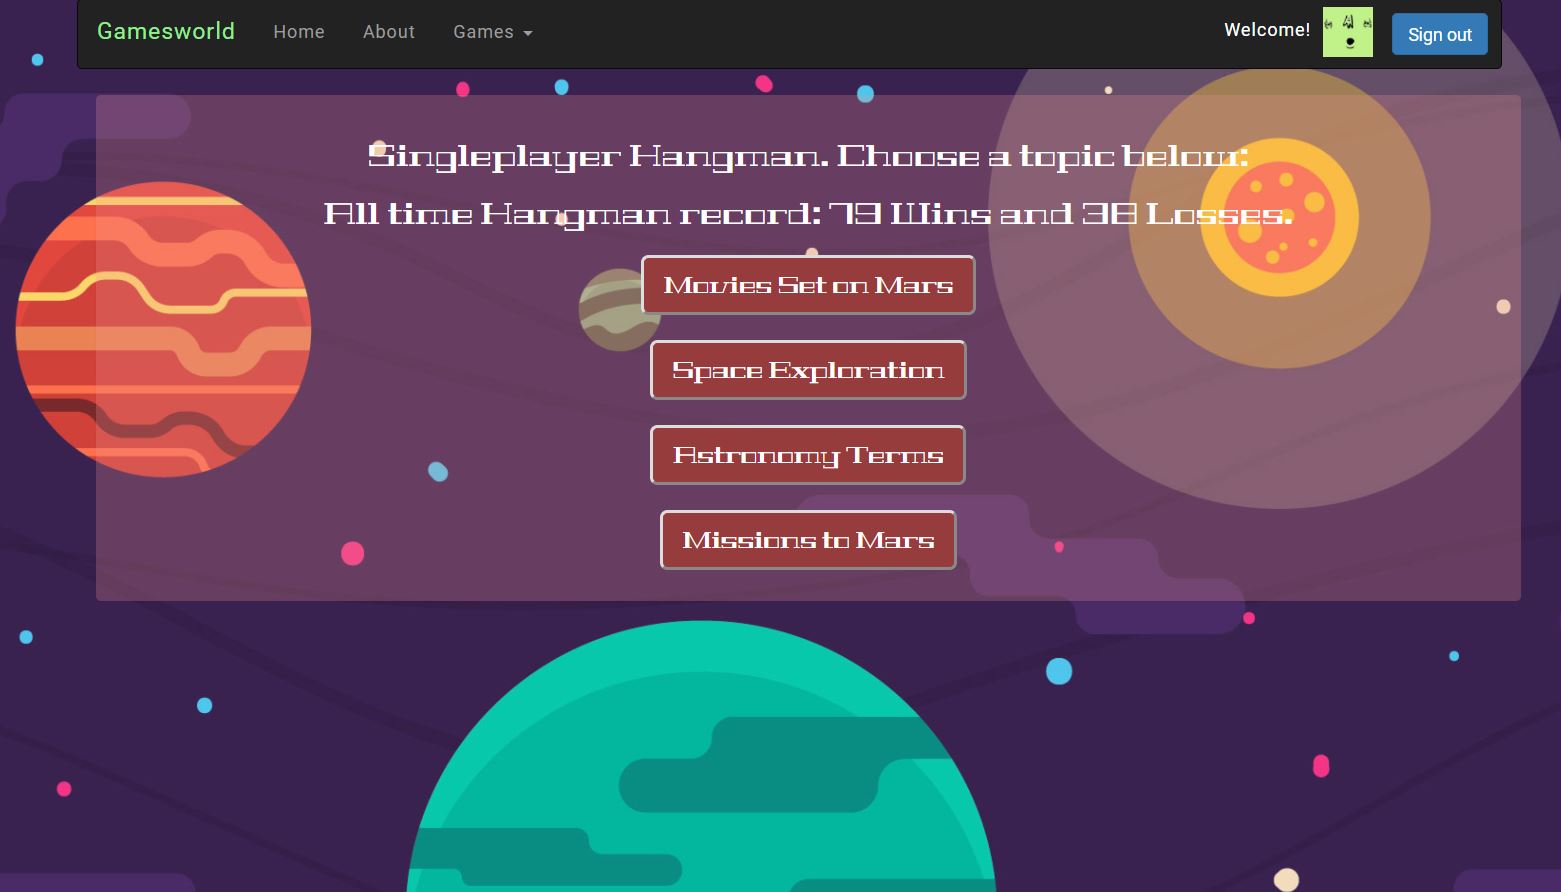 Gamesworld Home About Games Welcome! Sign out
Singleplayer Hangman. Choose a topic below:
All time Hangman record: 79 Wins and 38 Losses.
Movies Set on Mars
Space Exploration
Astronomy Terms
Missions to Mars